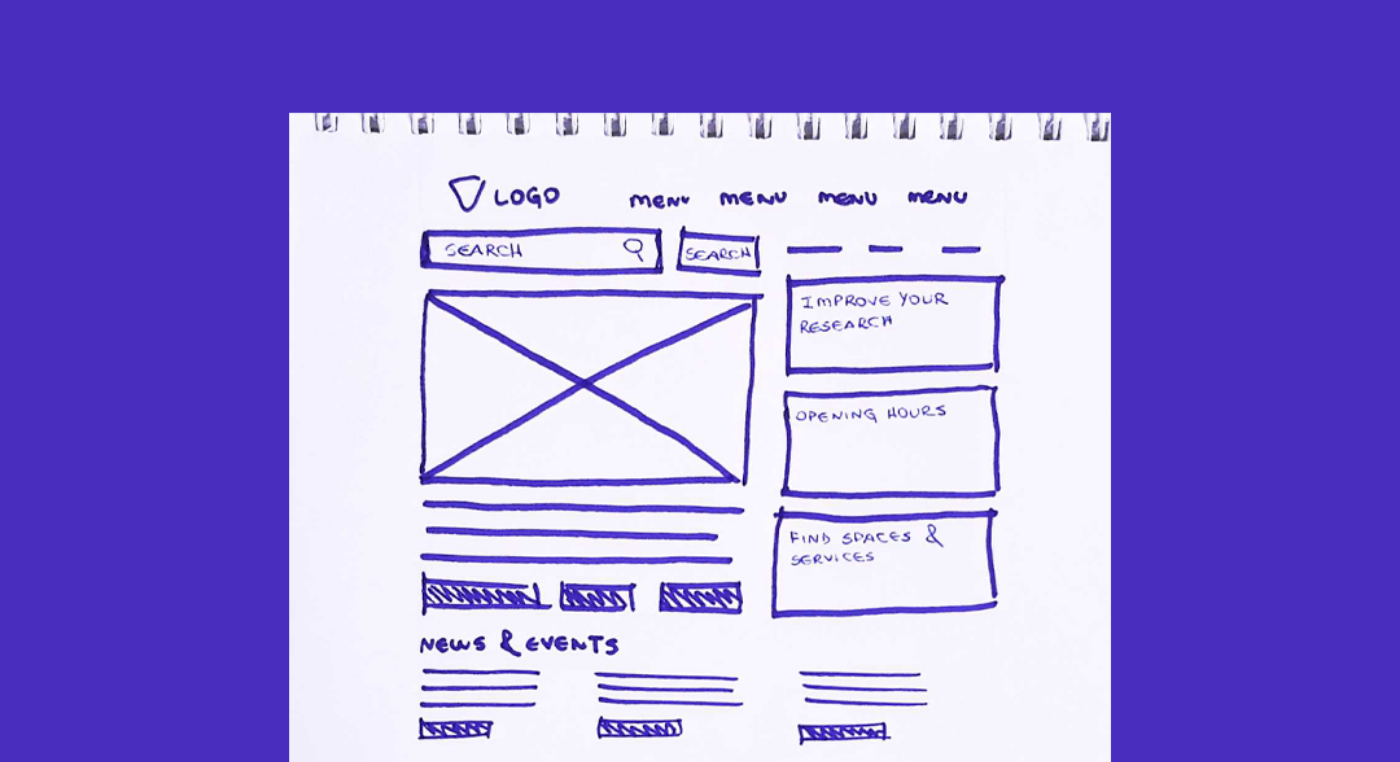 LOGO MENU MENU MENU MENU
SEARCH SEARCH
IMPROVE YOUR
RESEARCH
OPENING HOURS
FIND SPACES &
SERVICES
NEWS & EVENTS